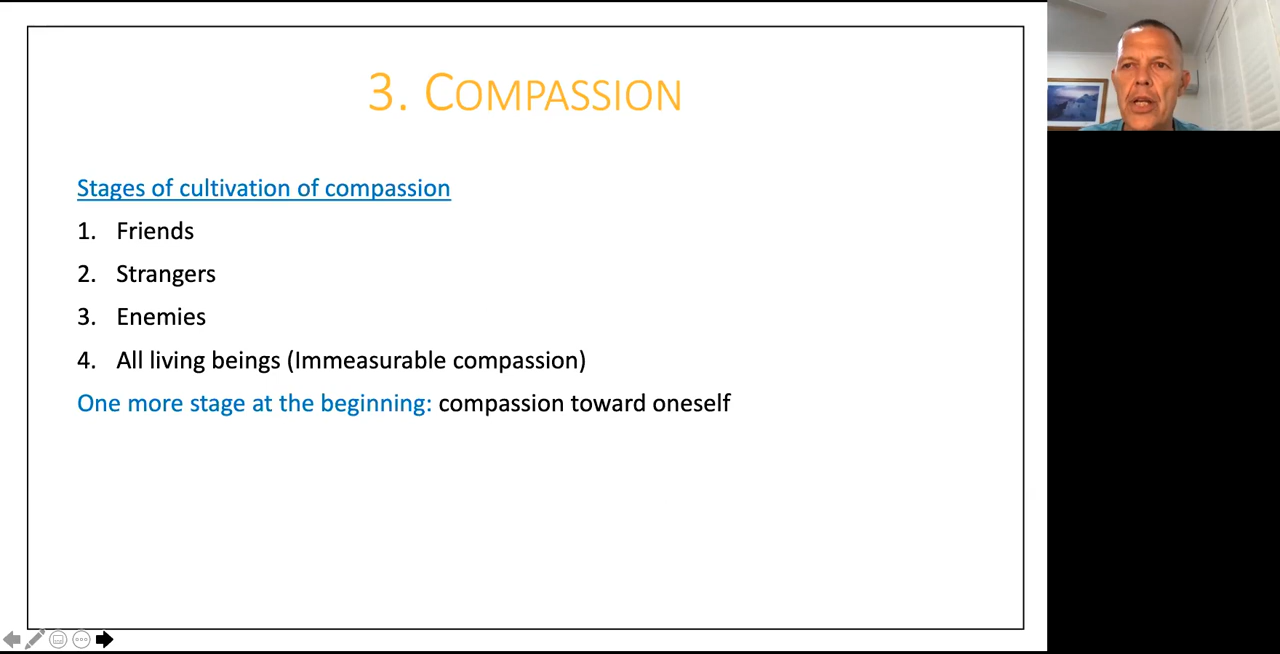 3. COMPASSION
Stages of cultivation of compassion
1. Friends
2. Strangers
3. Enemies
4. All living beings (Immeasurable compassion)
One more stage at the beginning: compassion toward oneself